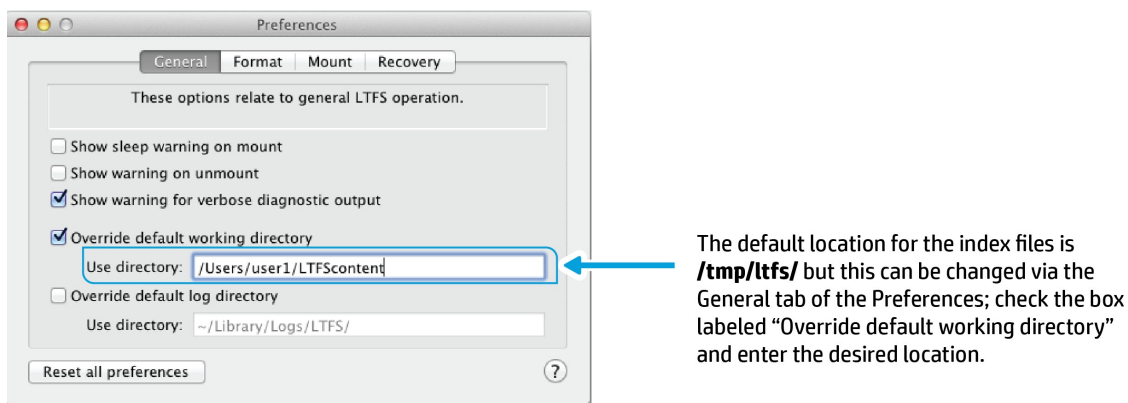 Preferences
General Format Mount Recovery
These options relate to general LTFS operation.
Show sleep warning on mount
Show warning on unmount
Show warning for verbose diagnostic output
Override default working directory
Use directory: /Users/user1/LTFScontent
Override default log directory
Use directory: ~/Library/Logs/LTFS/
Reset all preferences ?
The default location for the index files is
/tmp/ltfs/ but this can be changed via the
General tab of the Preferences; check the box
labeled “Override default working directory”
and enter the desired location.